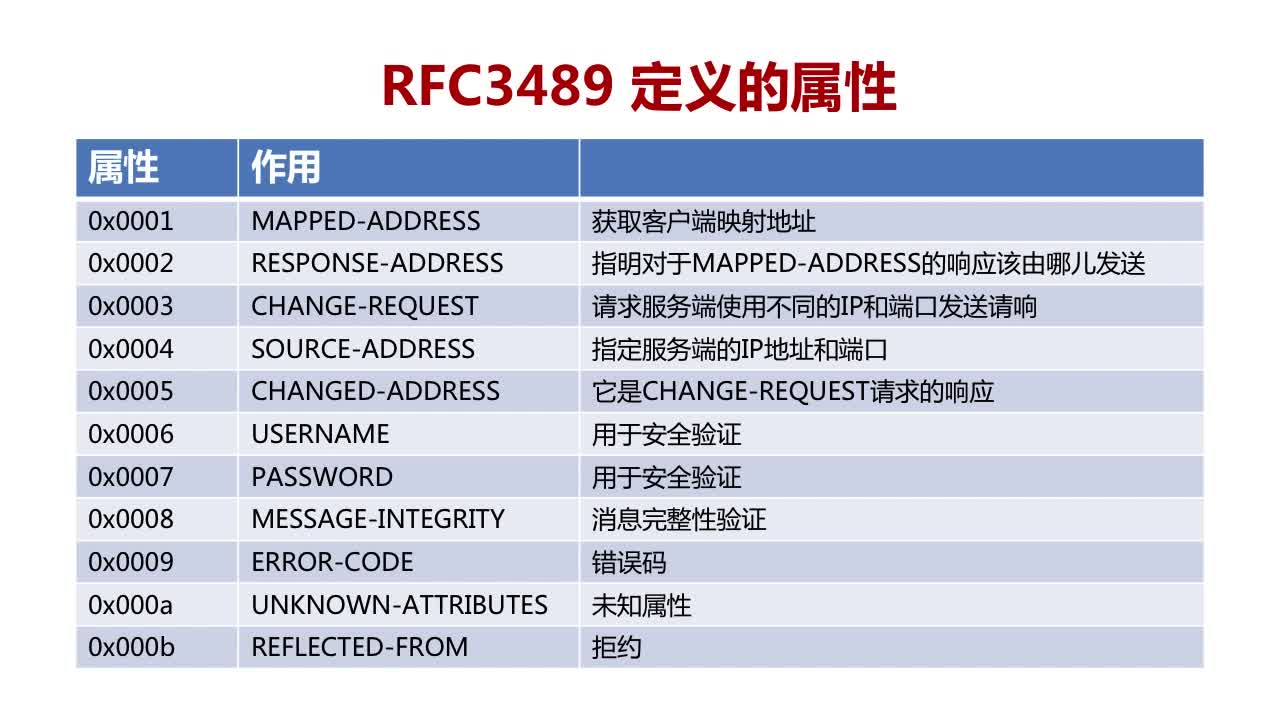 RFC3489 定义的属性
属性 作用
0x0001 MAPPED-ADDRESS 获取客户端映射地址
0x0002 RESPONSE-ADDRESS 指明对于MAPPED-ADDRESS的响应该由哪儿发送
0x0003 CHANGE-REQUEST 请求服务端使用不同的IP和端口发送请响
0x0004 SOURCE-ADDRESS 指定服务端的IP地址和端口
0x0005 CHANGED-ADDRESS 它是CHANGE-REQUEST请求的响应
0x0006 USERNAME 用于安全验证
0x0007 PASSWORD 用于安全验证
0x0008 MESSAGE-INTEGRITY 消息完整性验证
0x0009 ERROR-CODE 错误码
0x000a UNKNOWN-ATTRIBUTES 未知属性
0x000b REFLECTED-FROM 拒约